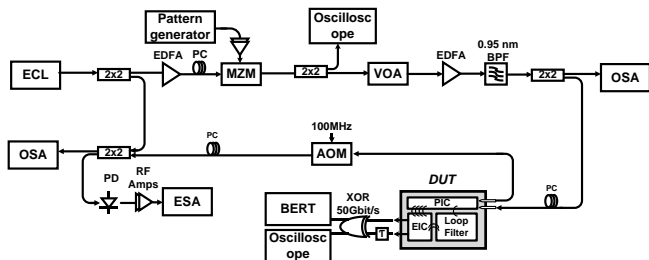 Pattern
generator
Oscillosc
ope
EDFA
PC
EDFA
0.95 nm
BPF
ECL
2x2
MZM
2x2
VOA
2x2
OSA
100MHz
PC
OSA
2x2
AOM
PD
RF
Amps
ESA
XOR
50Gbit/s
DUT
PC
BERT
PIC
EIC
Loop
Filter
Oscillosc
ope
τ